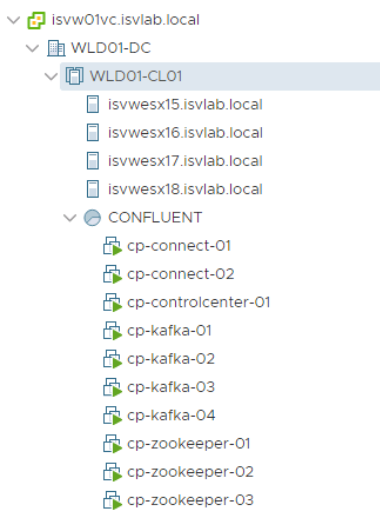 isvw01vc.isvlab.local
WLD01-DC
WLD01-CL01
isvwesx15.isvlab.local
isvwesx16.isvlab.local
isvwesx17.isvlab.local
isvwesx18.isvlab.local
CONFLUENT
cp-connect-01
cp-connect-02
cp-controlcenter-01
cp-kafka-01
cp-kafka-02
cp-kafka-03
cp-kafka-04
cp-zookeeper-01
cp-zookeeper-02
cp-zookeeper-03